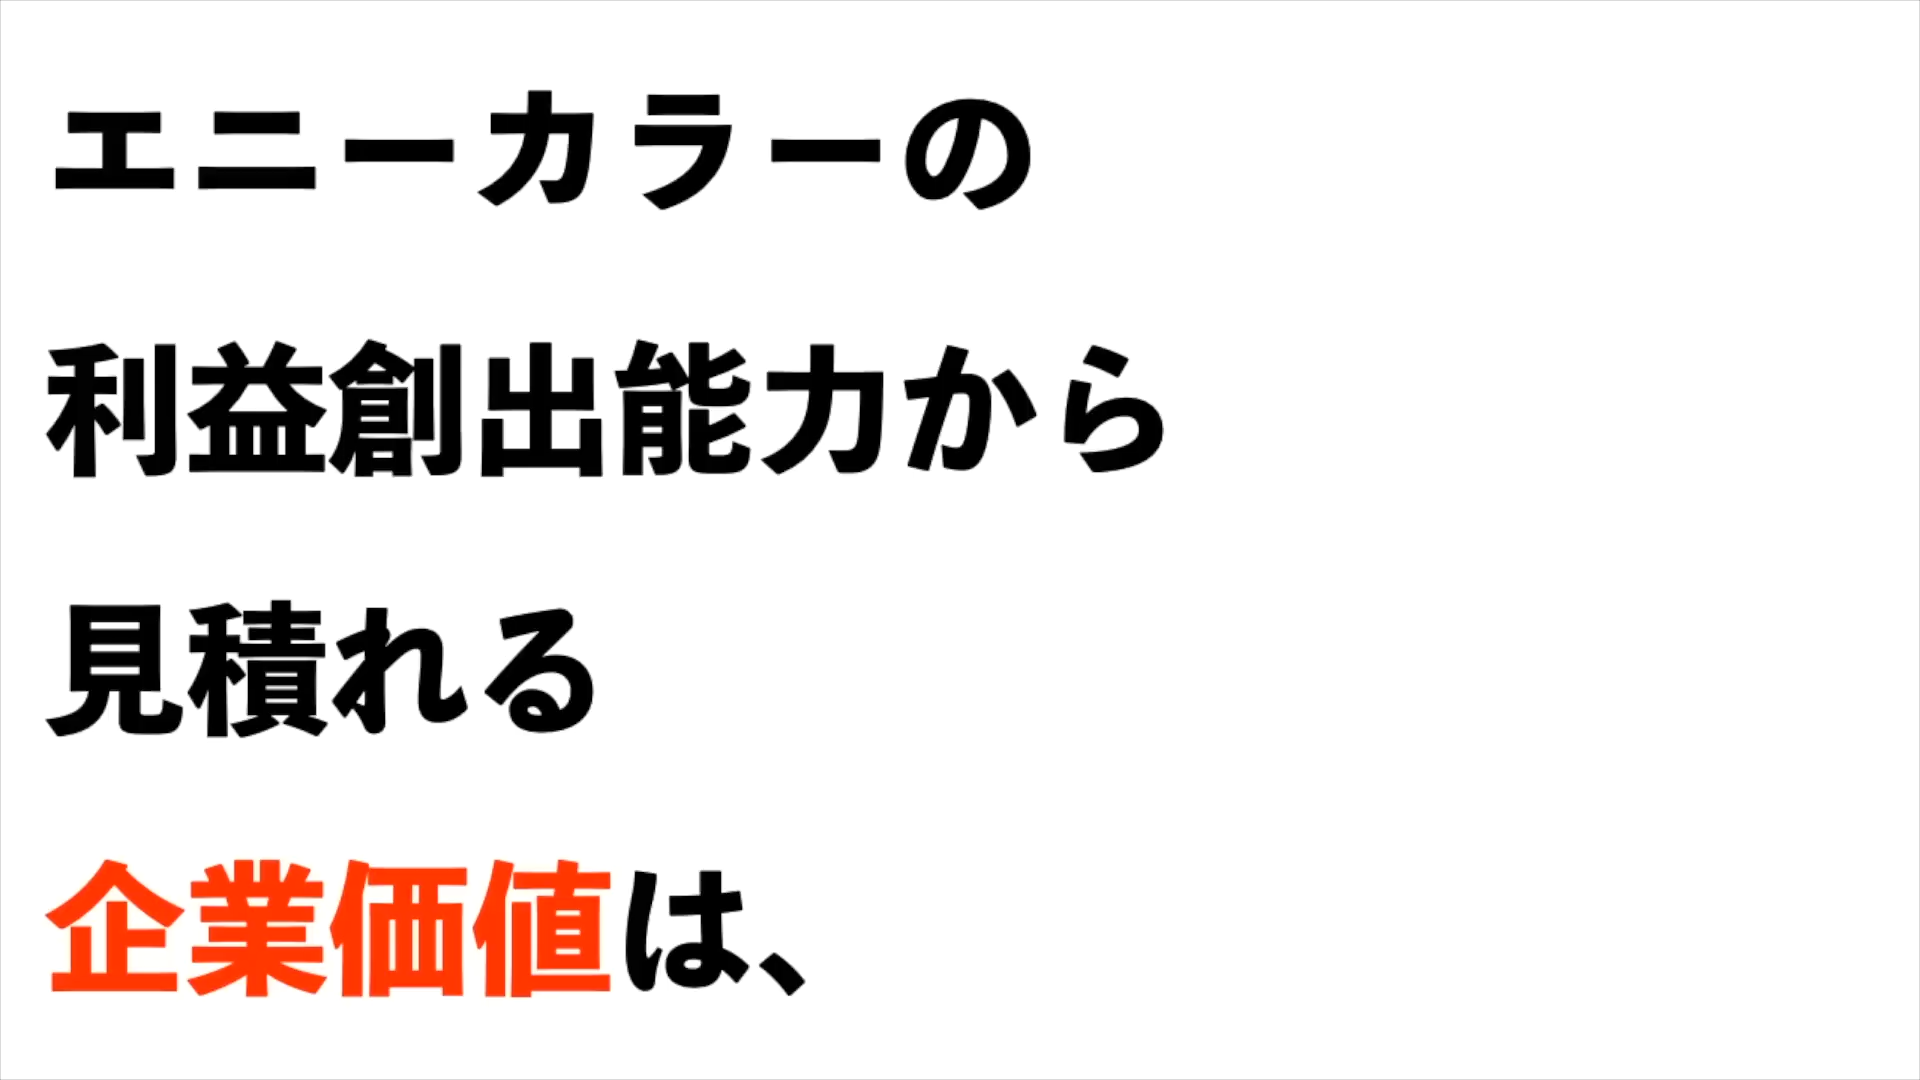 エニーカラーの
利益創出能力から
見積れる
企業価値は、